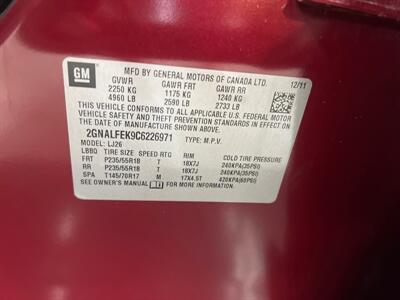 GM
MFD BY GENERAL MOTORS OF CANADA LTD. 12/11
GVWR GAWR FRT GAWR RR
2250 KG 1175 KG 1240 KG
4960 LB 2590 LB 2733 LB
THIS VEHICLE CONFORMS TO ALL APPLICABLE U.S. FEDERAL MOTOR
VEHICLE SAFETY AND THEFT PREVENTION STANDARDS IN EFFECT ON
THE DATE OF MANUFACTURE SHOWN ABOVE.
2GNALFEK9C6226971 TYPE: M.P.V.
MODEL: LJ26
LBBQ TIRE SIZE SPEED RTG RIM COLD TIRE PRESSURE
FRT P235/55R18 T 18X7J 240KPA(35PSI)
RR P235/55R18 T 18X7J 240KPA(35PSI)
SPA T145/70R17 M 17X4.5T 420KPA(60PSI)
SEE OWNER'S MANUAL FOR MORE INFORMATION.